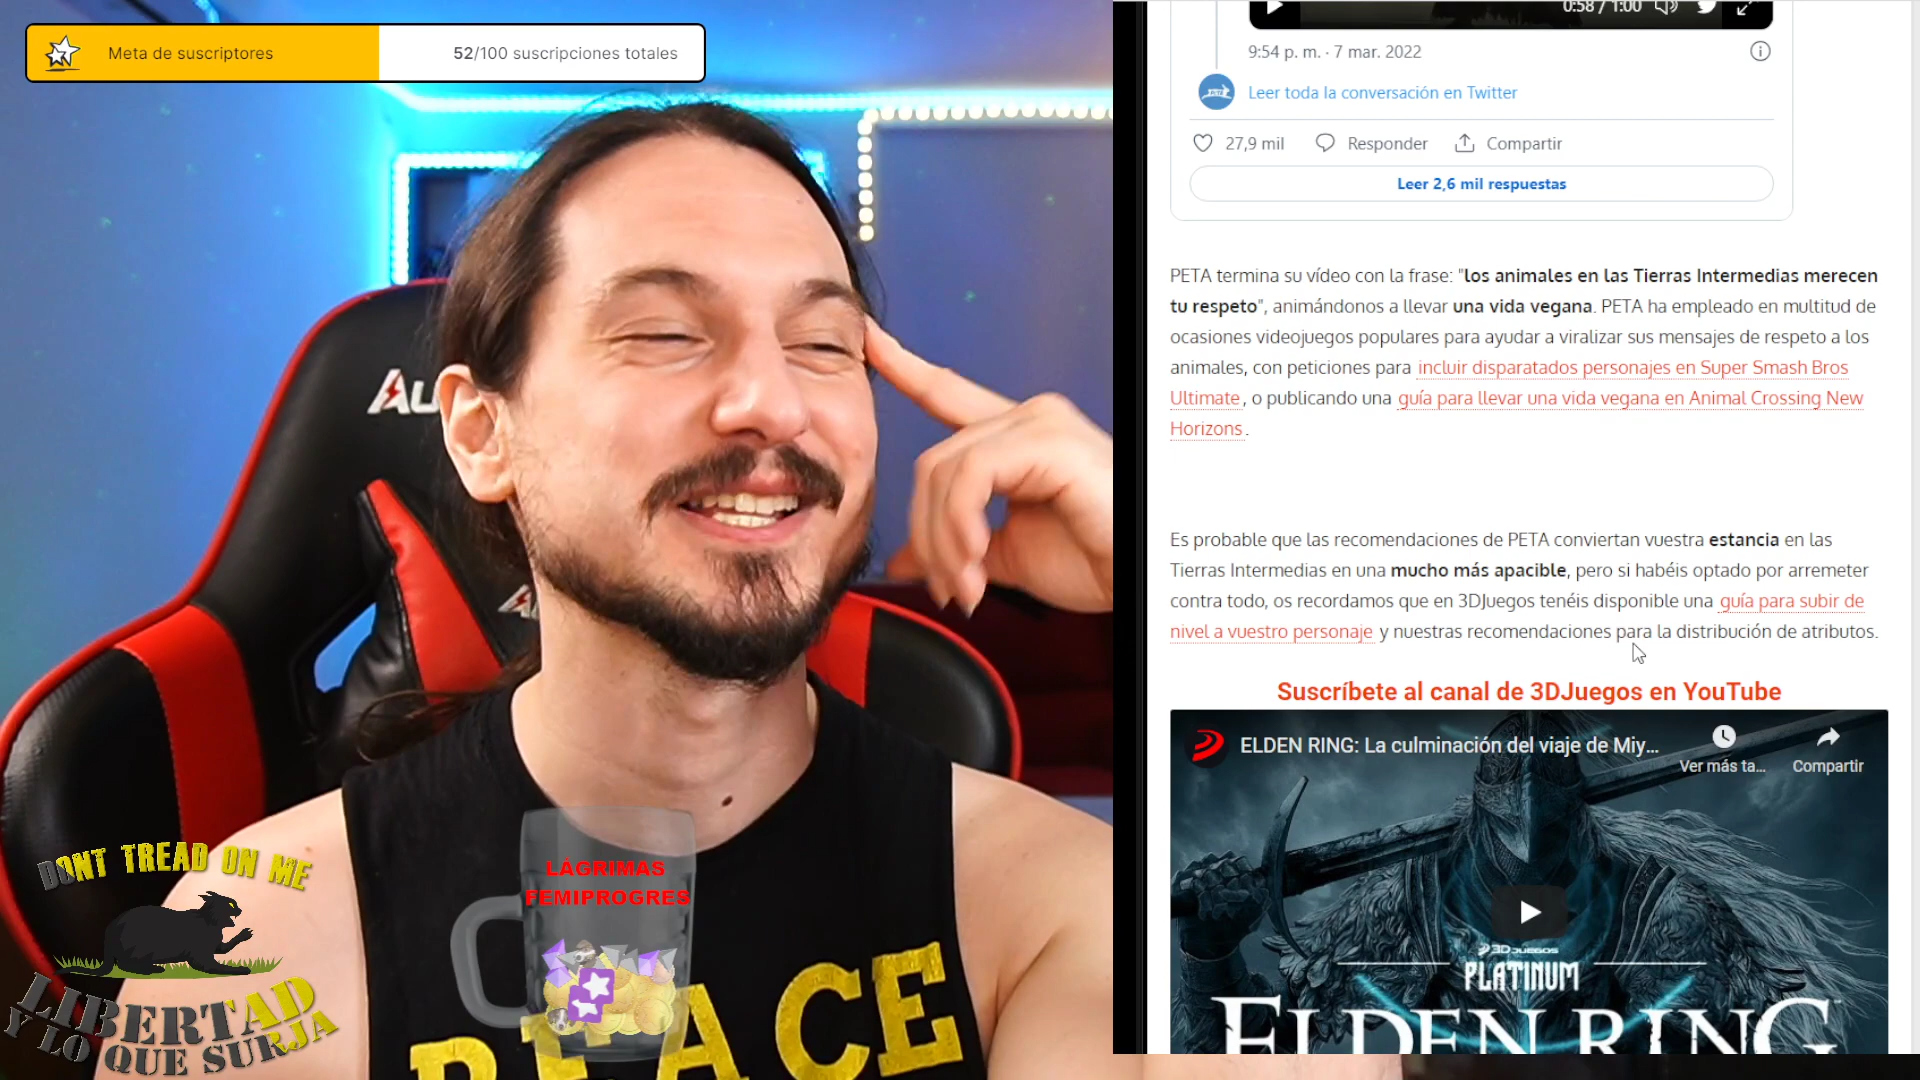 Meta de suscriptores
52/100 suscripciones totales
0:58 / 1:00
9:54 p. m. · 7 mar. 2022
Leer toda la conversación en Twitter
27,9 mil
Responder
Compartir
Leer 2,6 mil respuestas
PETA termina su vídeo con la frase: "los animales en las Tierras Intermedias merecen
tu respeto", animándonos a llevar una vida vegana. PETA ha empleado en multitud de
ocasiones videojuegos populares para ayudar a viralizar sus mensajes de respeto a los
animales, con peticiones para incluir disparatados personajes en Super Smash Bros
Ultimate, o publicando una guía para llevar una vida vegana en Animal Crossing New
Horizons.
Es probable que las recomendaciones de PETA conviertan vuestra estancia en las
Tierras Intermedias en una mucho más apacible, pero si habéis optado por arremeter
contra todo, os recordamos que en 3DJuegos tenéis disponible una guía para subir de
nivel a vuestro personaje y nuestras recomendaciones para la distribución de atributos.
Suscríbete al canal de 3DJuegos en YouTube
ELDEN RING: La culminación del viaje de Miy...
Ver más ta...
Compartir
3DJUEGOS
PLATINUM
ELDEN RING
AU
LÁGRIMAS
FEMIPROGRES
DONT TREAD ON ME
LIBERTAD
Y LO QUE SURJA